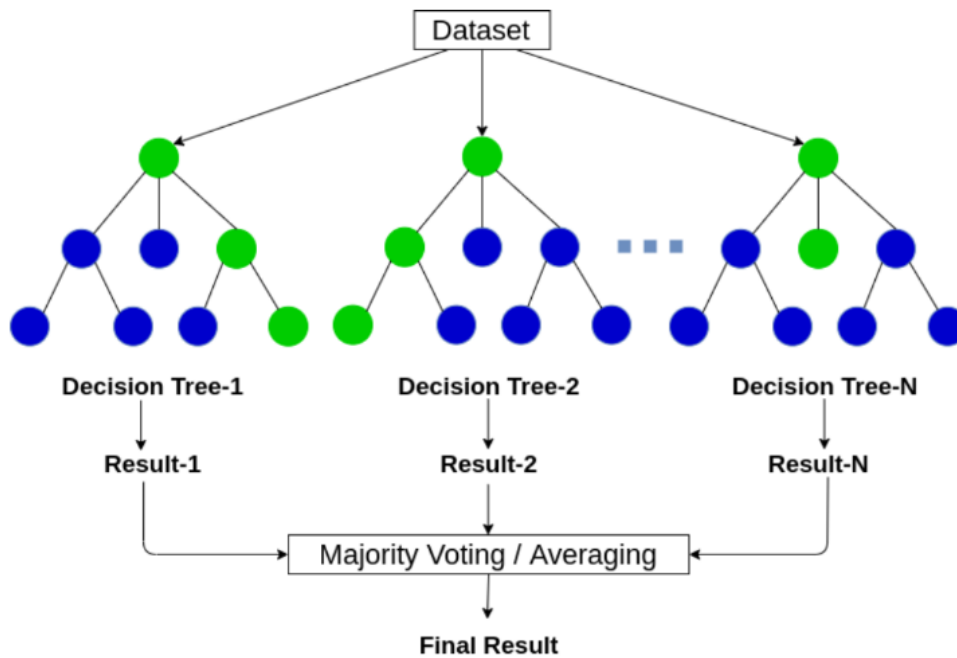 Dataset
Decision Tree-1
Decision Tree-2
Decision Tree-N
Result-1
Result-2
Result-N
Majority Voting / Averaging
Final Result